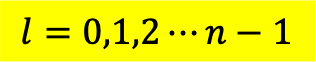 l = 0,1,2 ⋯ n − 1